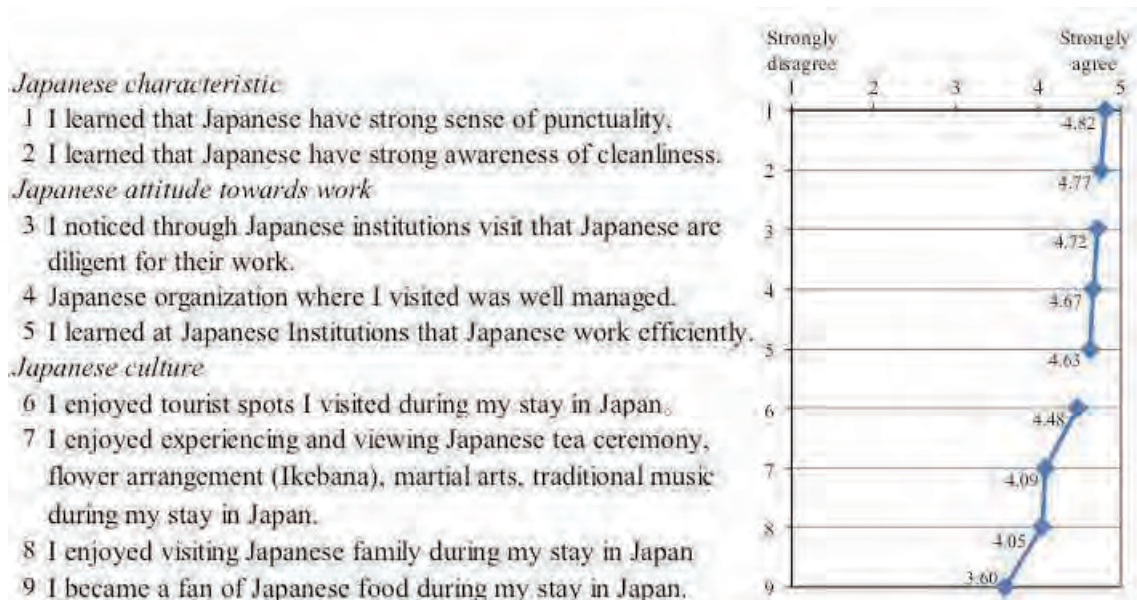 Strongly disagree
Strongly agree
1 2 3 4 5
Japanese characteristic
1 I learned that Japanese have strong sense of punctuality.
2 I learned that Japanese have strong awareness of cleanliness.
Japanese attitude towards work
3 I noticed through Japanese institutions visit that Japanese are
diligent for their work.
4 Japanese organization where I visited was well managed.
5 I learned at Japanese Institutions that Japanese work efficiently.
Japanese culture
6 I enjoyed tourist spots I visited during my stay in Japan.
7 I enjoyed experiencing and viewing Japanese tea ceremony,
flower arrangement (Ikebana), martial arts, traditional music
during my stay in Japan.
8 I enjoyed visiting Japanese family during my stay in Japan
9 I became a fan of Japanese food during my stay in Japan.
1 4.82
2 4.77
3 4.72
4 4.67
5 4.63
6 4.48
7 4.09
8 4.05
9 3.60